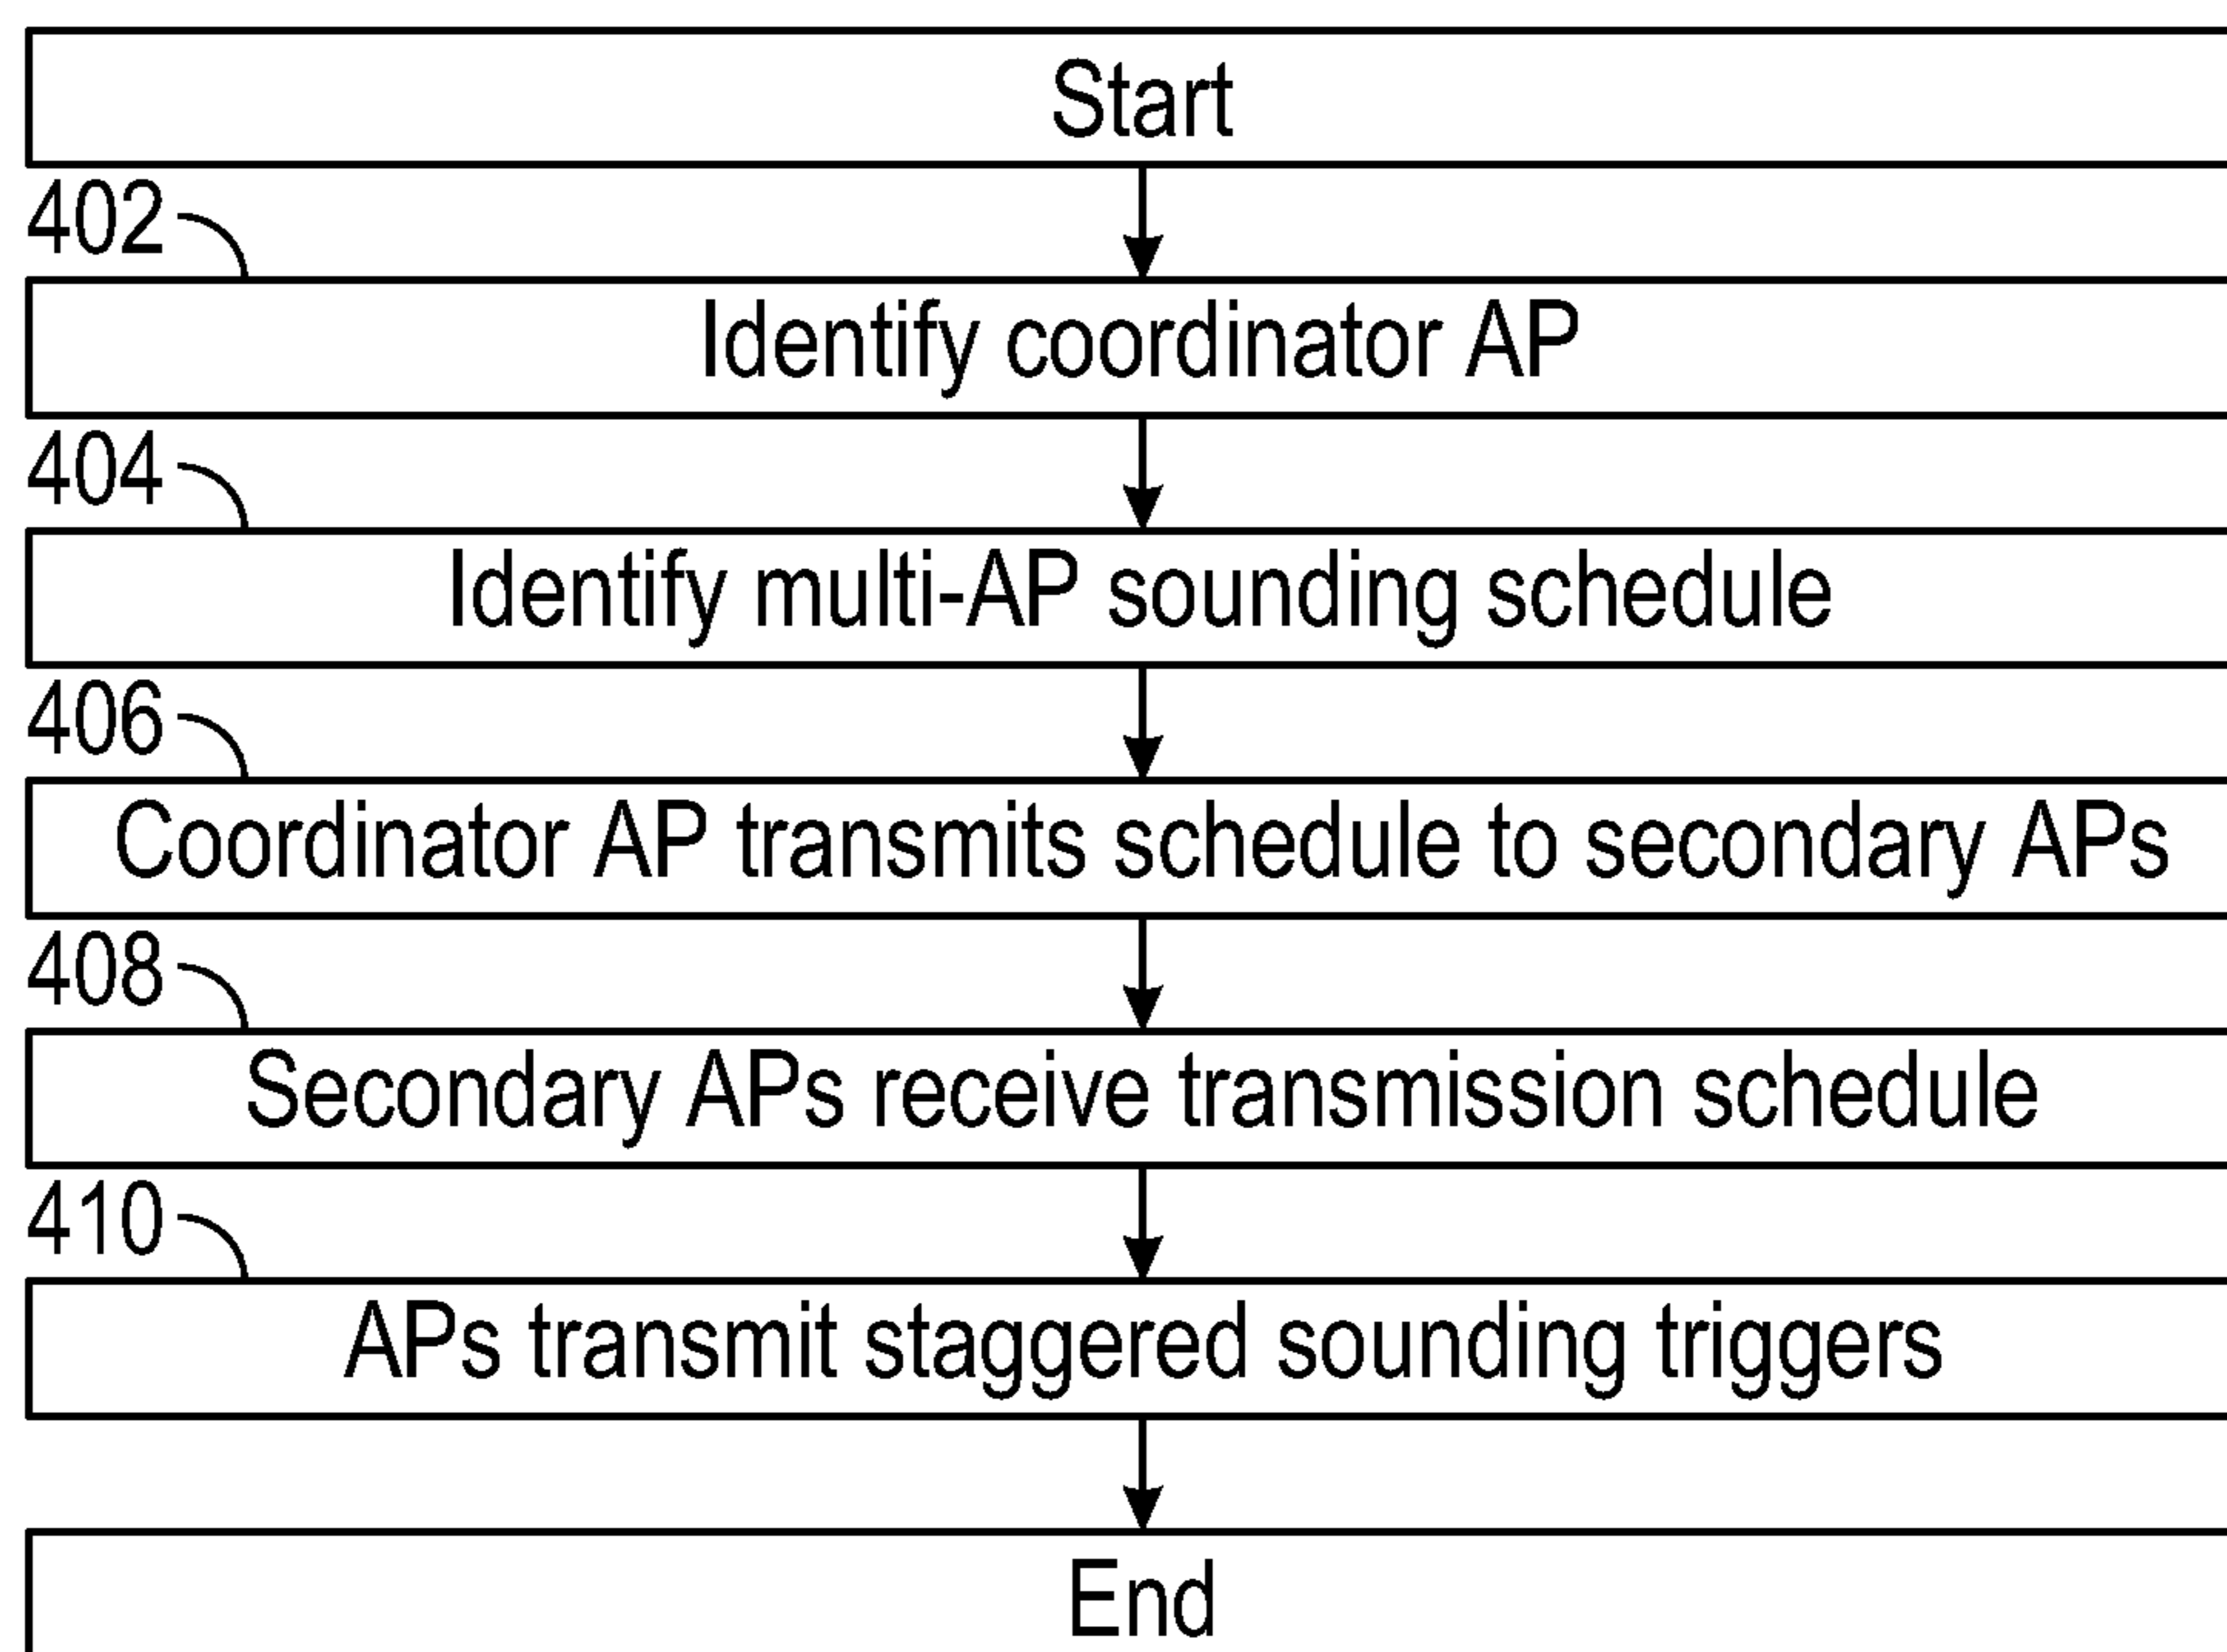 Start
402
Identify coordinator AP
404
Identify multi-AP sounding schedule
406
Coordinator AP transmits schedule to secondary APs
408
Secondary APs receive transmission schedule
410
APs transmit staggered sounding triggers
End